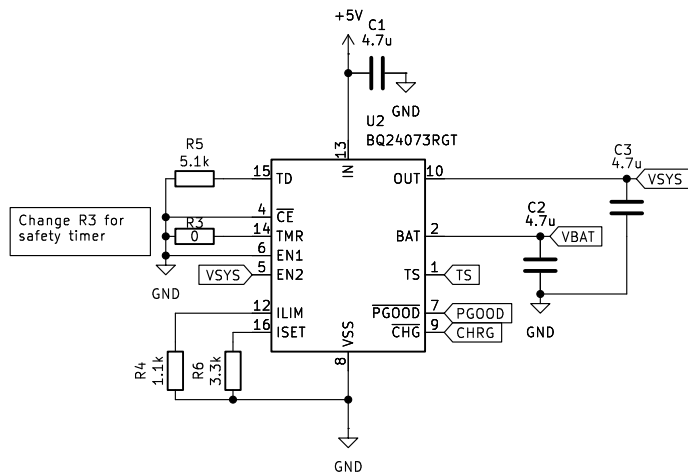 +5V
C1
4.7u
GND
U2
BQ24073RGT
13
IN
R5
5.1k
15
TD
OUT
10
C3
4.7u
VSYS
4
CE
Change R3 for
safety timer
R3
0
14
TMR
BAT
2
C2
4.7u
VBAT
6
EN1
GND
VSYS
5
EN2
TS
1
TS
12
ILIM
PGOOD
7
PGOOD
GND
16
ISET
CHG
9
CHRG
VSS
8
R4
1.1k
R6
3.3k
GND